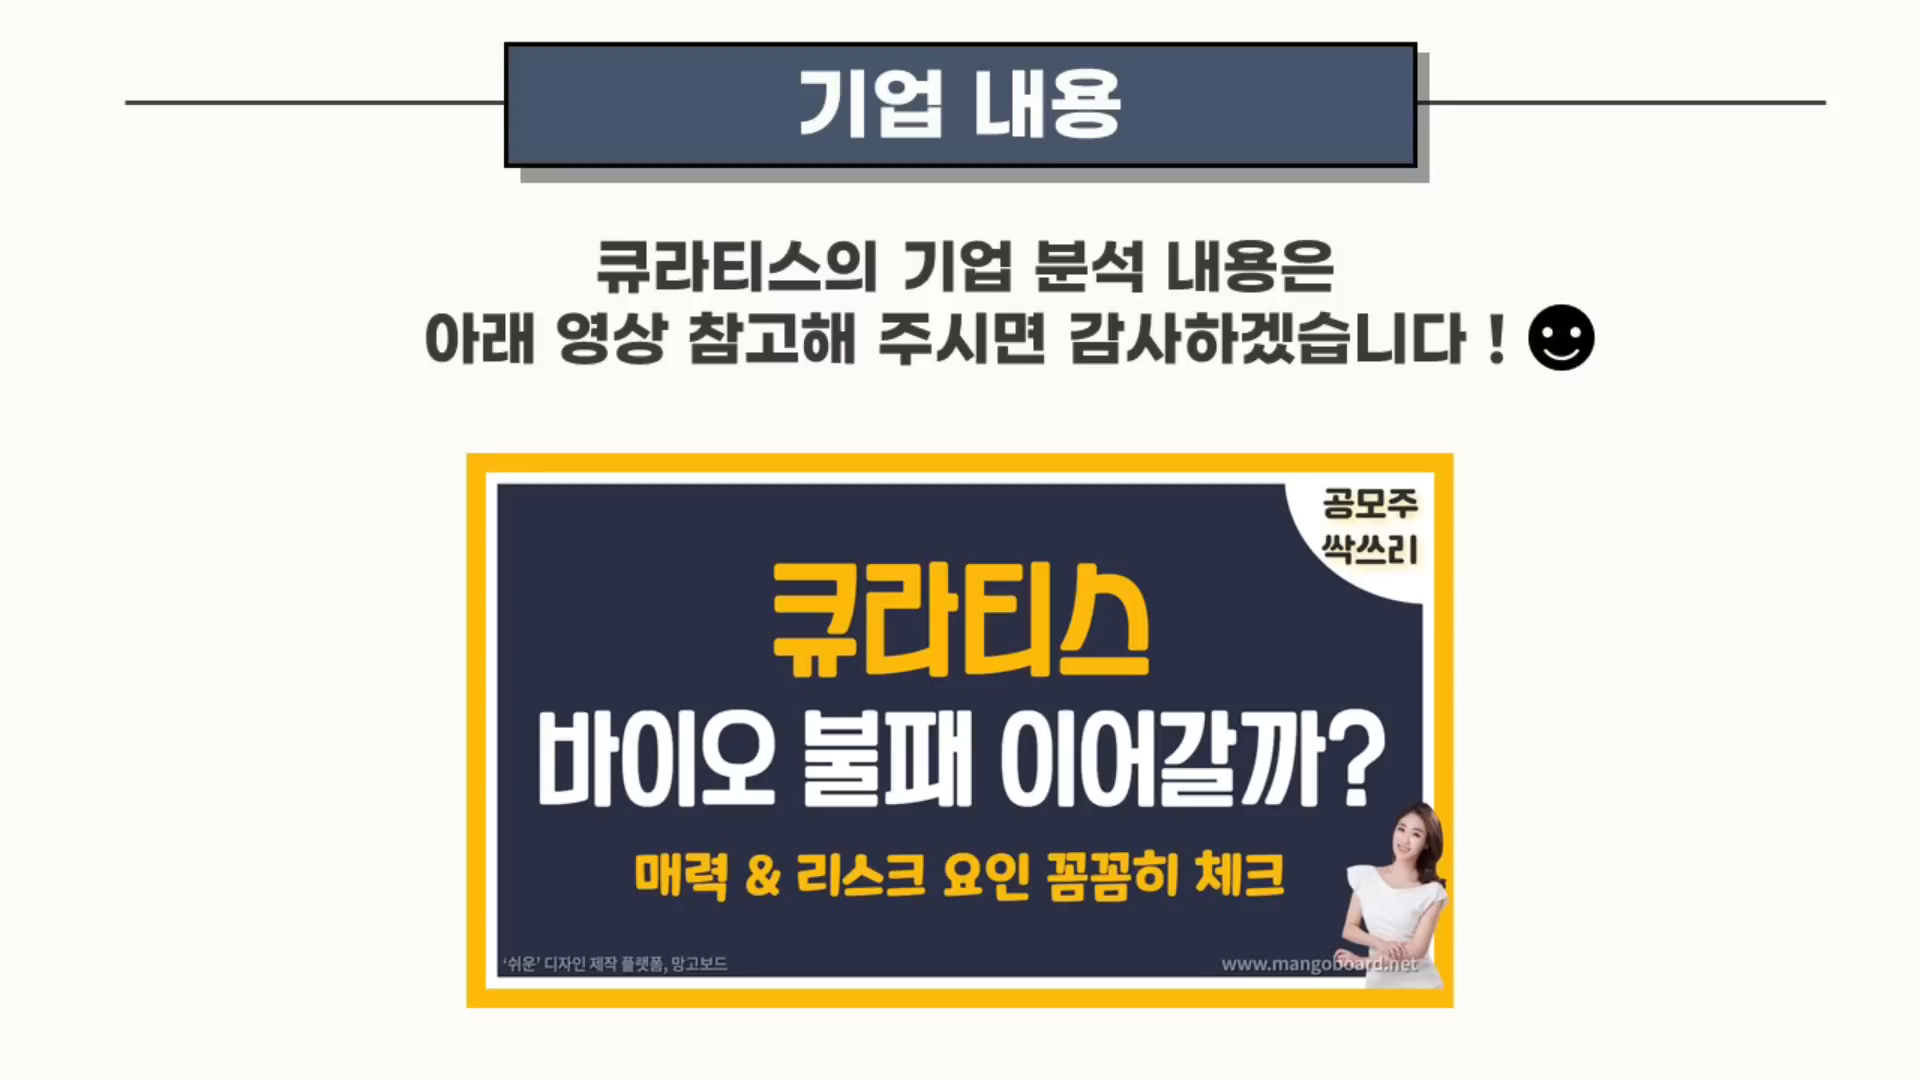 기업 내용
큐라티스의 기업 분석 내용은
아래 영상 참고해 주시면 감사하겠습니다 !
공모주
싹쓰리
큐라티스
바이오 불패 이어갈까?
매력 & 리스크 요인 꼼꼼히 체크
‘쉬운’ 디자인 제작 플랫폼, 망고보드
www.mangoboard.net